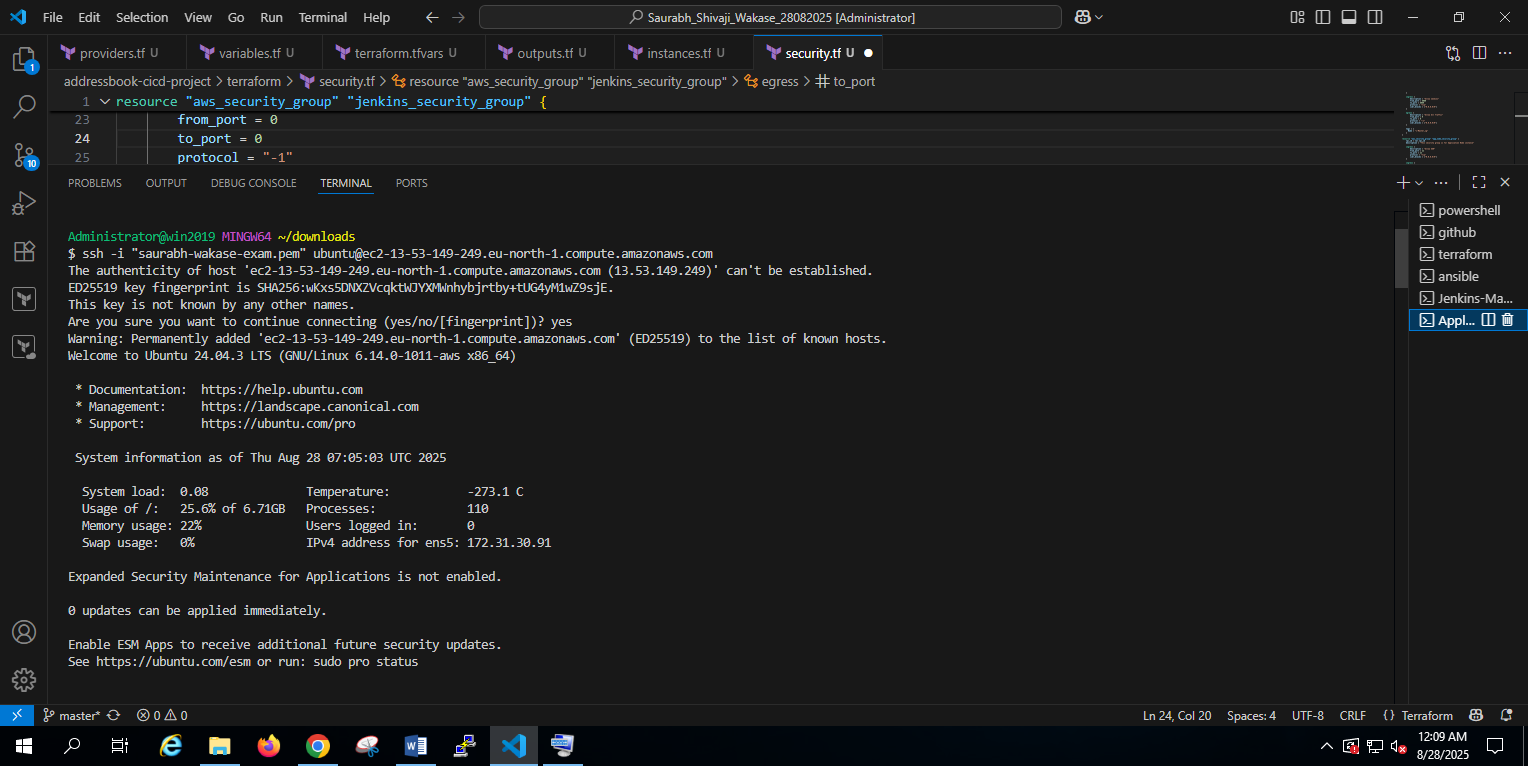 File Edit Selection View Go Run Terminal Help
Saurabh_Shivaji_Wakase_28082025 [Administrator]
providers.tf U
variables.tf U
terraform.tfvars U
outputs.tf U
instances.tf U
security.tf U
addressbook-cicd-project > terraform > security.tf > resource "aws_security_group" "jenkins_security_group" > egress > to_port
1 resource "aws_security_group" "jenkins_security_group" {
23 from_port = 0
24 to_port = 0
25 protocol = "-1"
PROBLEMS OUTPUT DEBUG CONSOLE TERMINAL PORTS
Administrator@win2019 MINGW64 ~/downloads
$ ssh -i "saurabh-wakase-exam.pem" ubuntu@ec2-13-53-149-249.eu-north-1.compute.amazonaws.com
The authenticity of host 'ec2-13-53-149-249.eu-north-1.compute.amazonaws.com (13.53.149.249)' can't be established.
ED25519 key fingerprint is SHA256:wKxs5DNXZVcqktWJYXMWnhybjrtby+tUG4yM1wZ9sjE.
This key is not known by any other names.
Are you sure you want to continue connecting (yes/no/[fingerprint])? yes
Warning: Permanently added 'ec2-13-53-149-249.eu-north-1.compute.amazonaws.com' (ED25519) to the list of known hosts.
Welcome to Ubuntu 24.04.3 LTS (GNU/Linux 6.14.0-1011-aws x86_64)
* Documentation: https://help.ubuntu.com
* Management: https://landscape.canonical.com
* Support: https://ubuntu.com/pro
System information as of Thu Aug 28 07:05:03 UTC 2025
System load: 0.08 Temperature: -273.1 C
Usage of /: 25.6% of 6.71GB Processes: 110
Memory usage: 22% Users logged in: 0
Swap usage: 0% IPv4 address for ens5: 172.31.30.91
Expanded Security Maintenance for Applications is not enabled.
0 updates can be applied immediately.
Enable ESM Apps to receive additional future security updates.
See https://ubuntu.com/esm or run: sudo pro status
powershell
github
terraform
ansible
Jenkins-Ma...
Appl...
1
10
master* 0 0
Ln 24, Col 20 Spaces: 4 UTF-8 CRLF {} Terraform
12:09 AM
8/28/2025